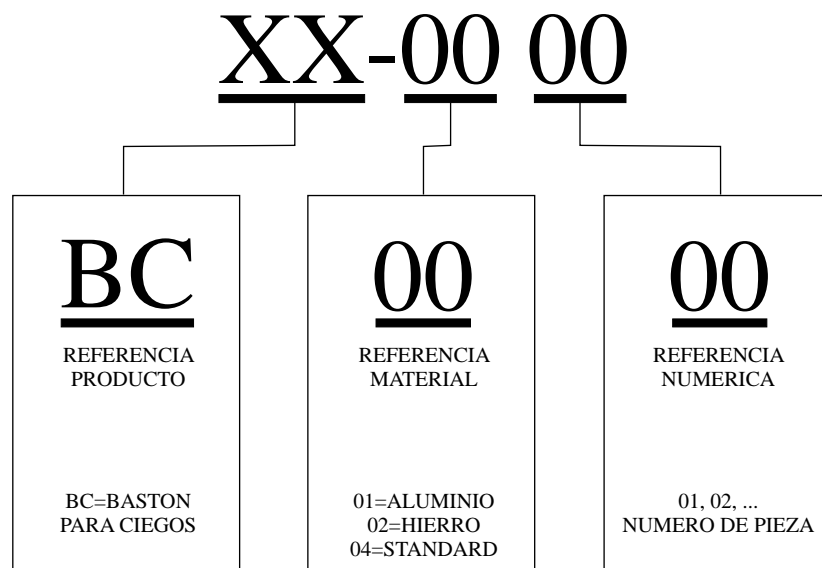 XX-00 00
BC
REFERENCIA
PRODUCTO
BC=BASTON
PARA CIEGOS
00
REFERENCIA
MATERIAL
01=ALUMINIO
02=HIERRO
04=STANDARD
00
REFERENCIA
NUMERICA
01, 02, ...
NUMERO DE PIEZA